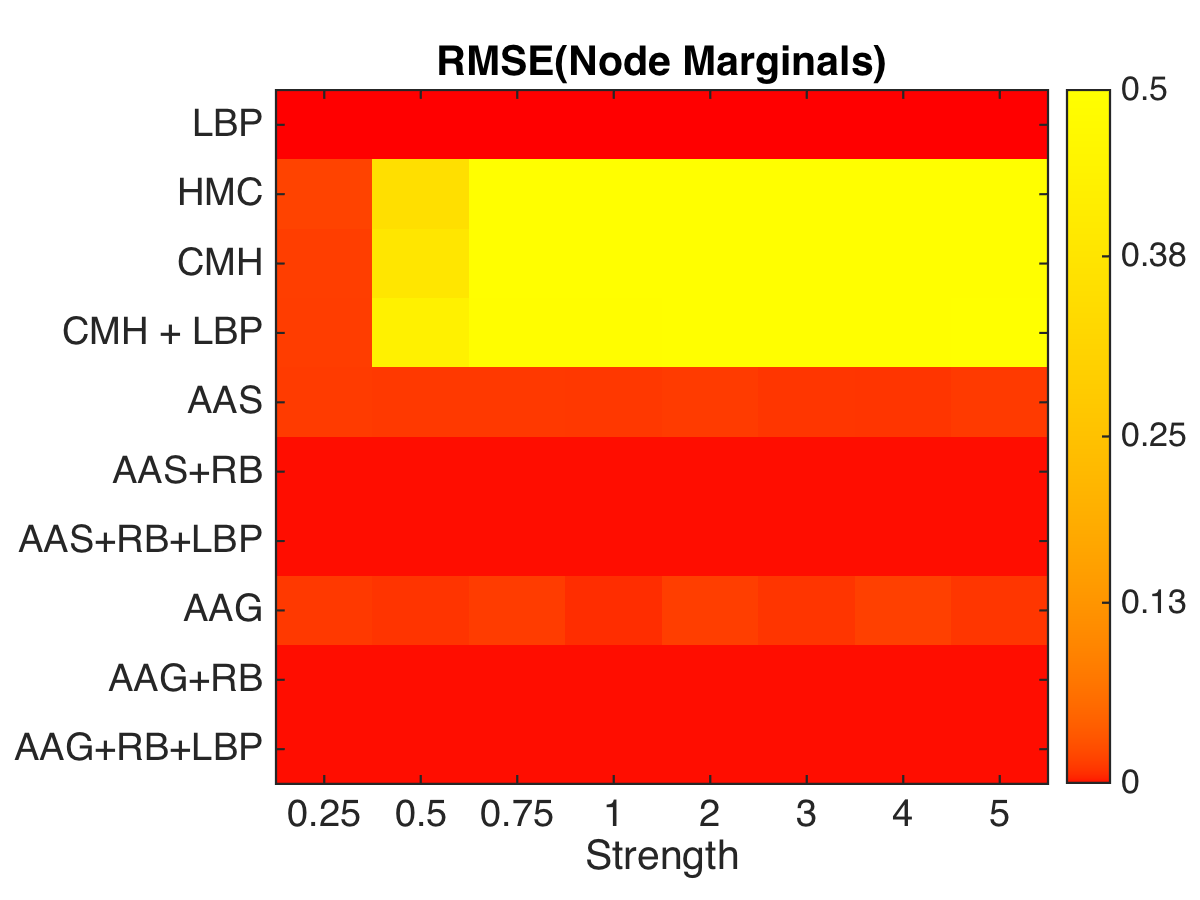 RMSE(Node Marginals)
LBP
HMC
CMH
CMH + LBP
AAS
AAS+RB
AAS+RB+LBP
AAG
AAG+RB
AAG+RB+LBP
0.25 0.5 0.75 1 2 3 4 5
Strength
0.5
0.38
0.25
0.13
0